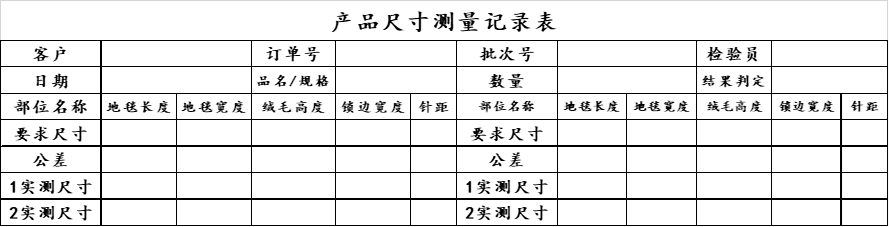 产品尺寸测量记录表
客户 订单号 批次号 检验员
日期 品名/规格 数量 结果判定
部位名称 地毯长度 地毯宽度 绒毛高度 锁边宽度 针距 部位名称 地毯长度 地毯宽度 绒毛高度 锁边宽度 针距
要求尺寸 要求尺寸
公差 公差
1实测尺寸 1实测尺寸
2实测尺寸 2实测尺寸